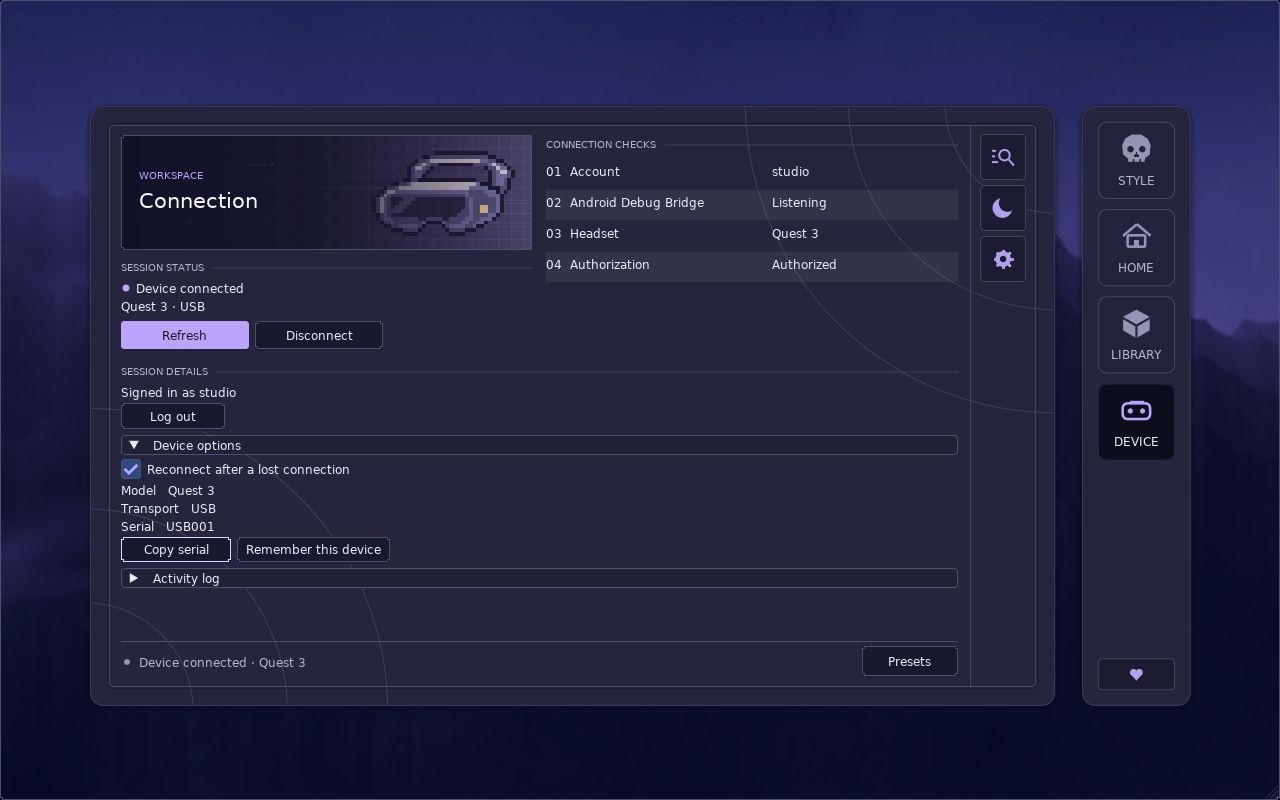 WORKSPACE
Connection
SESSION STATUS
Device connected
Quest 3 · USB
Refresh
Disconnect
CONNECTION CHECKS
01 Account studio
02 Android Debug Bridge Listening
03 Headset Quest 3
04 Authorization Authorized
SESSION DETAILS
Signed in as studio
Log out
Device options
Reconnect after a lost connection
Model Quest 3
Transport USB
Serial USB001
Copy serial
Remember this device
Activity log
Device connected · Quest 3
Presets
STYLE
HOME
LIBRARY
DEVICE